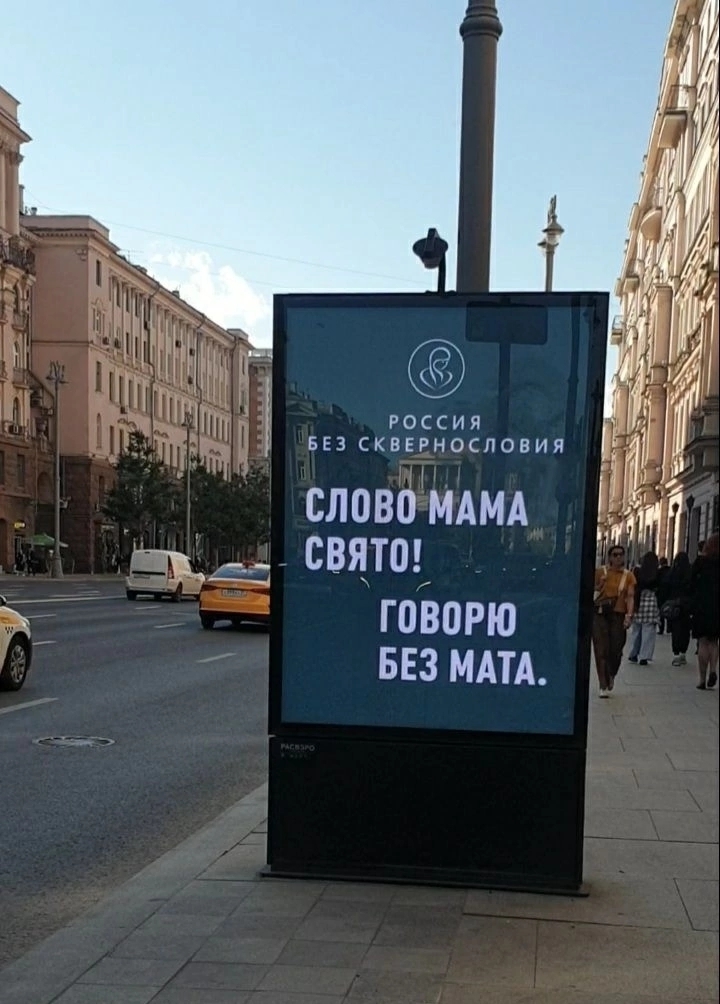 РОССИЯ
БЕЗ СКВЕРНОСЛОВИЯ
СЛОВО МАМА
СВЯТО!
ГОВОРЮ
БЕЗ МАТА.